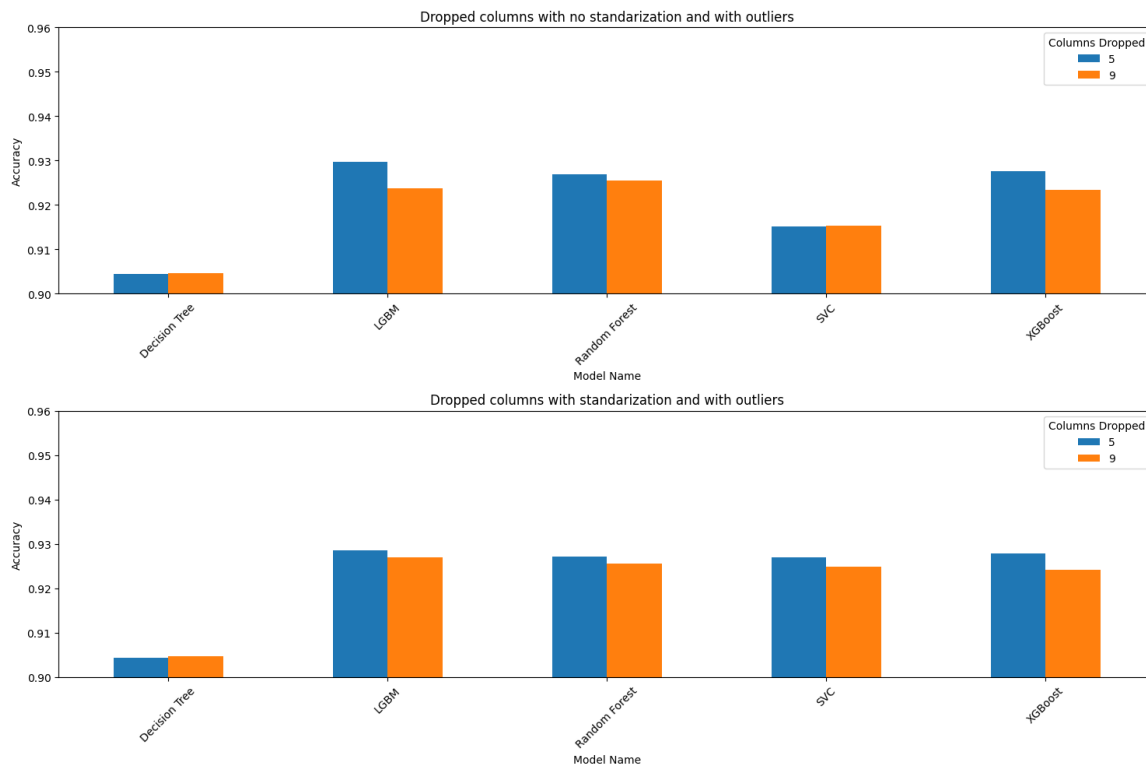 Dropped columns with no standarization and with outliers
Columns Dropped
5
9
Accuracy
0.96
0.95
0.94
0.93
0.92
0.91
0.90
Decision Tree
LGBM
Random Forest
SVC
XGBoost
Model Name
Dropped columns with standarization and with outliers
Columns Dropped
5
9
Accuracy
0.96
0.95
0.94
0.93
0.92
0.91
0.90
Decision Tree
LGBM
Random Forest
SVC
XGBoost
Model Name